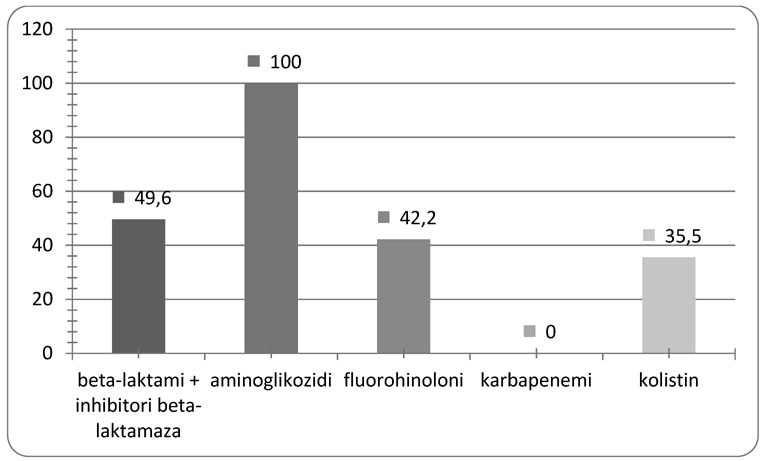 120
100
80
60
40
20
0
49,6
100
42,2
0
35,5
beta-laktami +
inhibitori beta-
laktamaza
aminoglikozidi
fluorohinoloni
karbapenemi
kolistin